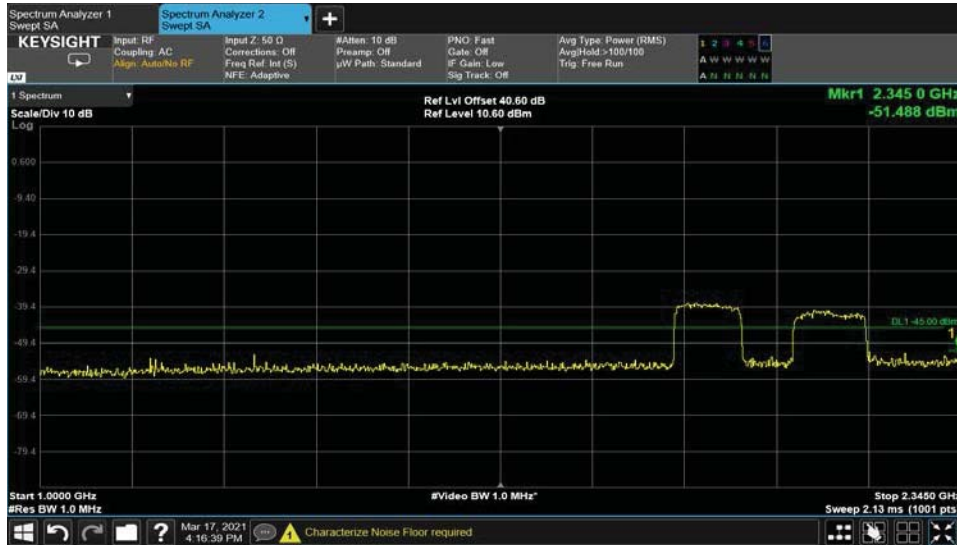 Spectrum Analyzer 1
Swept SA
Spectrum Analyzer 2
Swept SA
KEYSIGHT
Input: RF
Coupling: AC
Align: Auto/No RF
Input Z: 50 Ω
Corrections: Off
Freq Ref: Int (S)
NFE: Adaptive
#Atten: 10 dB
Preamp: Off
µW Path: Standard
PNO: Fast
Gate: Off
IF Gain: Low
Sig Track: Off
Avg Type: Power (RMS)
Avg|Hold:>100/100
Trig: Free Run
1 2 3 4 5 6
A W W W W W
A N N N N N
LXI
1 Spectrum
Scale/Div 10 dB
Log
Ref Lvl Offset 40.60 dB
Ref Level 10.60 dBm
Mkr1 2.345 0 GHz
-51.488 dBm
0.600
-9.40
-19.4
-29.4
-39.4
DL1 -45.00 dBm
1
-49.4
-59.4
-69.4
-79.4
Start 1.0000 GHz
#Res BW 1.0 MHz
#Video BW 1.0 MHz*
Stop 2.3450 GHz
Sweep 2.13 ms (1001 pts)
Mar 17, 2021
4:16:39 PM
Characterize Noise Floor required